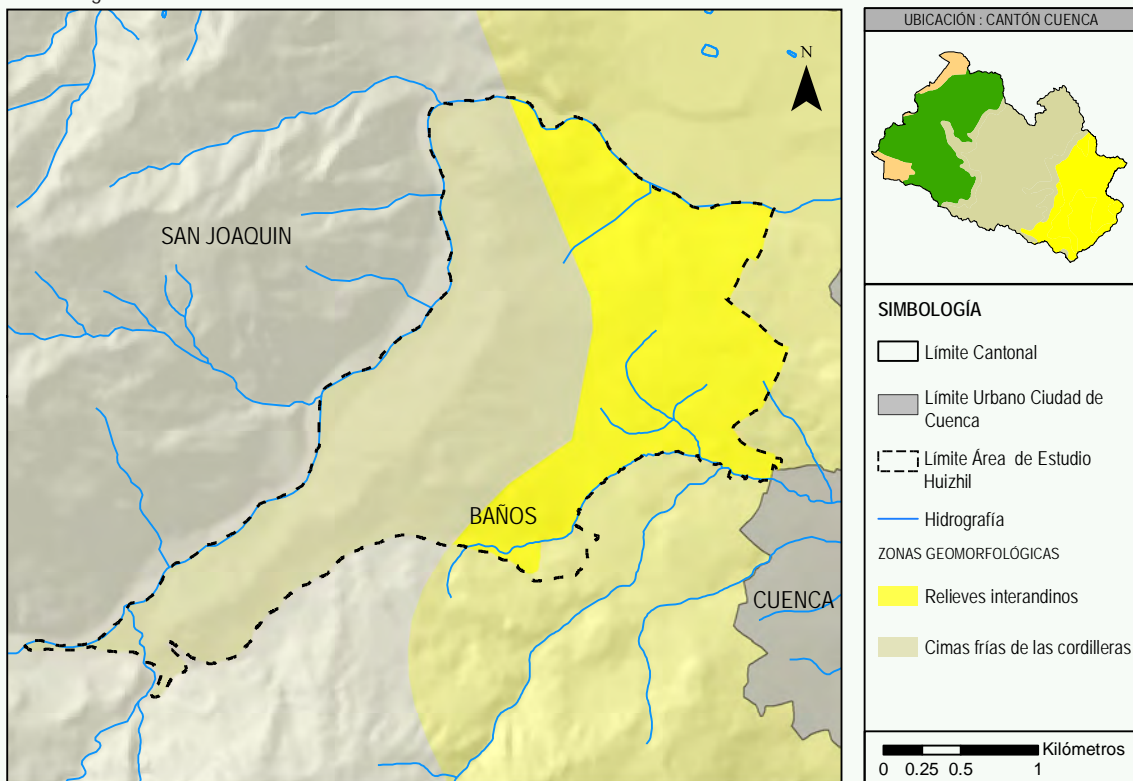 N
SAN JOAQUIN
BAÑOS
CUENCA
UBICACIÓN : CANTÓN CUENCA
SIMBOLOGÍA
Límite Cantonal
Límite Urbano Ciudad de
Cuenca
Límite Área de Estudio
Huizhil
Hidrografía
ZONAS GEOMORFOLÓGICAS
Relieves interandinos
Cimas frías de las cordilleras
Kilómetros
0 0.25 0.5 1